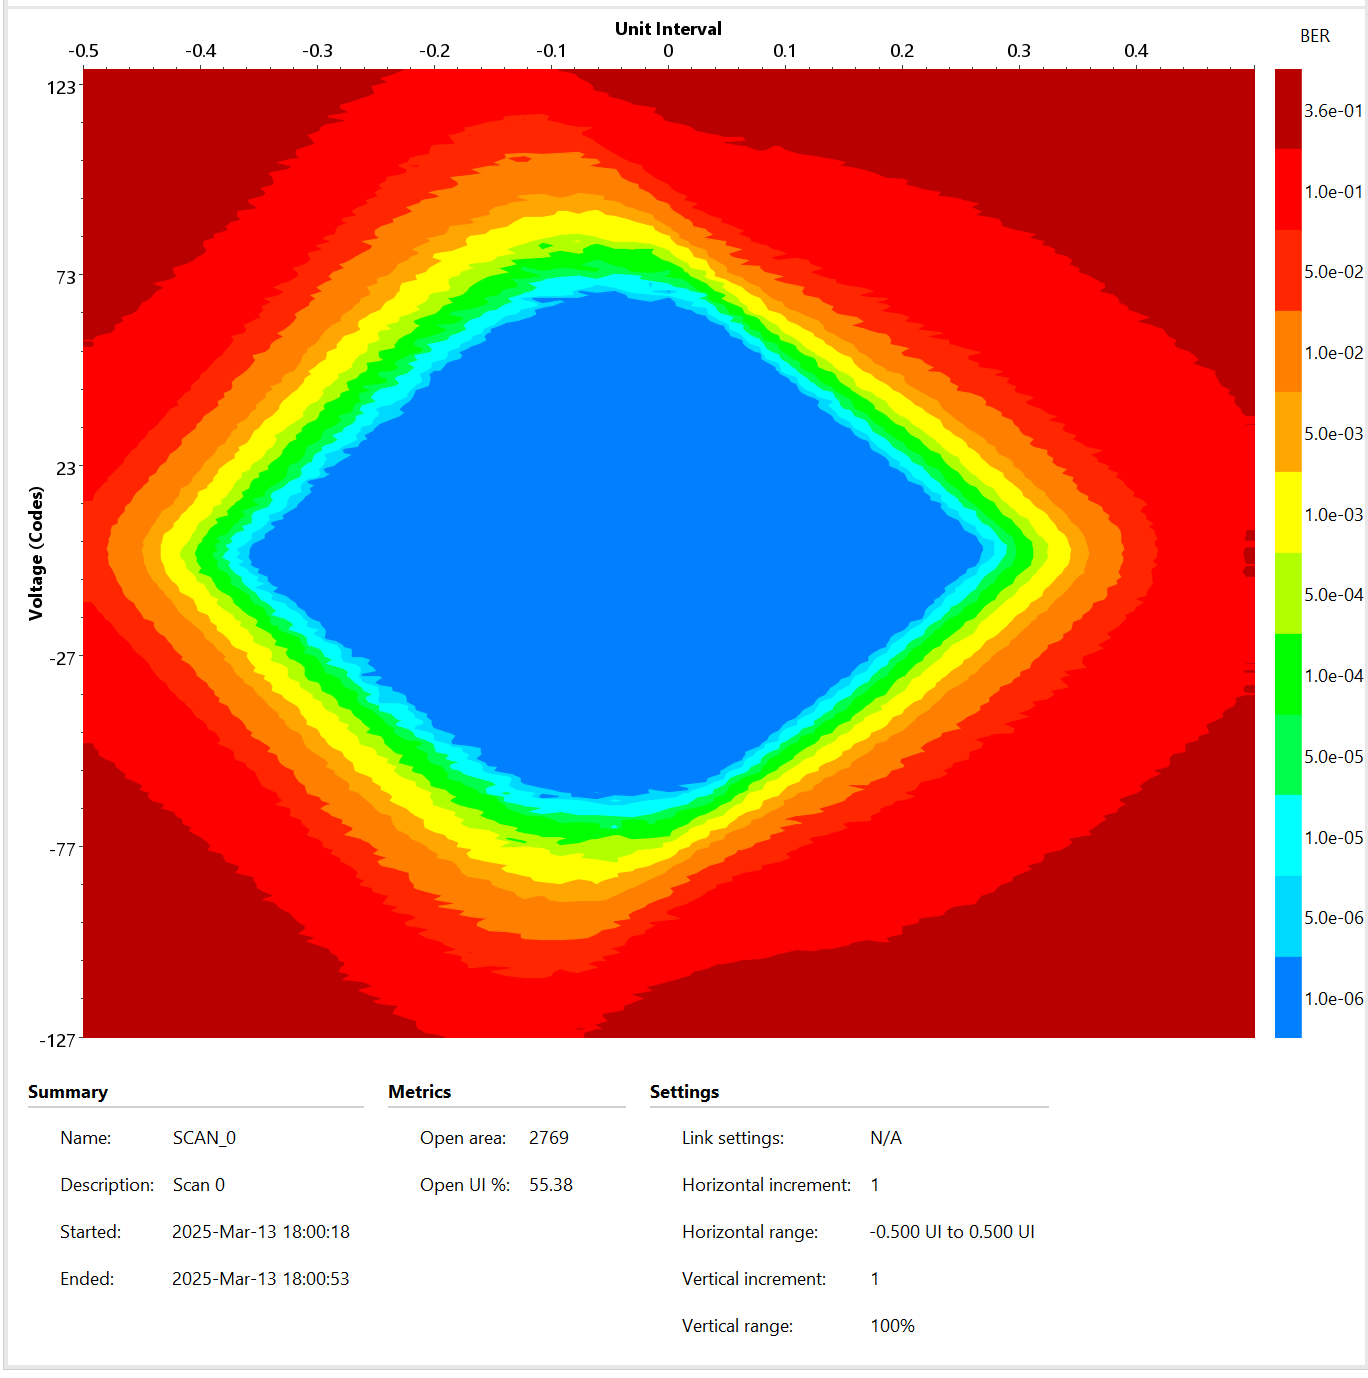 Unit Interval
BER
-0.5 -0.4 -0.3 -0.2 -0.1 0 0.1 0.2 0.3 0.4
123
73
23
-27
-77
-127
Voltage (Codes)
3.6e-01
1.0e-01
5.0e-02
1.0e-02
5.0e-03
1.0e-03
5.0e-04
1.0e-04
5.0e-05
1.0e-05
5.0e-06
1.0e-06
Summary
Name: SCAN_0
Description: Scan 0
Started: 2025-Mar-13 18:00:18
Ended: 2025-Mar-13 18:00:53
Metrics
Open area: 2769
Open UI %: 55.38
Settings
Link settings: N/A
Horizontal increment: 1
Horizontal range: -0.500 UI to 0.500 UI
Vertical increment: 1
Vertical range: 100%